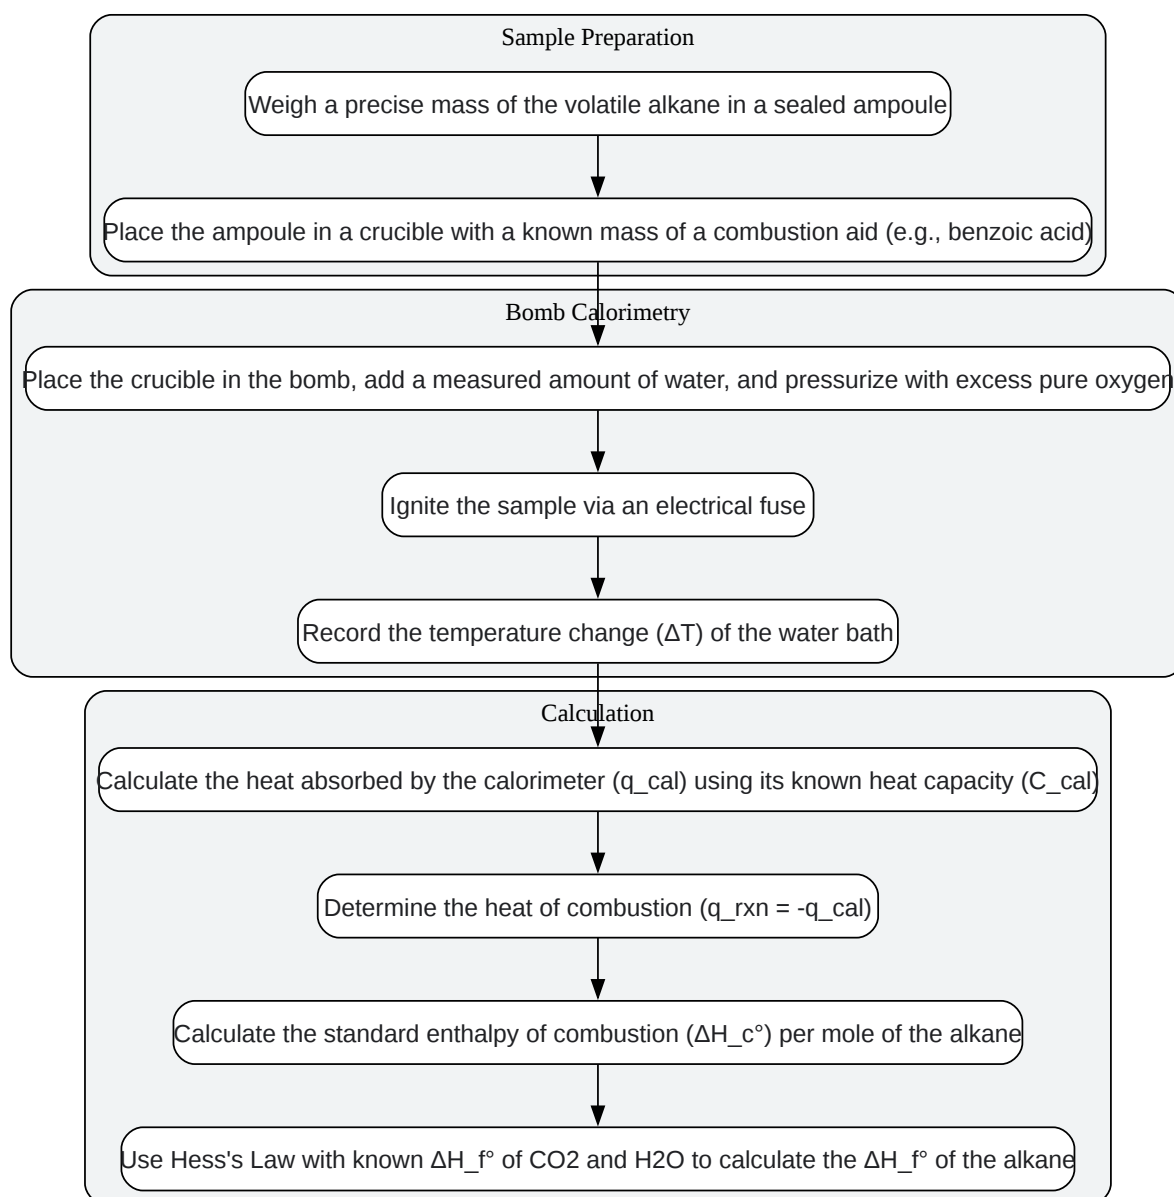 Sample Preparation
Weigh a precise mass of the volatile alkane in a sealed ampoule
Place the ampoule in a crucible with a known mass of a combustion aid (e.g., benzoic acid)
Bomb Calorimetry
Place the crucible in the bomb, add a measured amount of water, and pressurize with excess pure oxygen
Ignite the sample via an electrical fuse
Record the temperature change (ΔT) of the water bath
Calculation
Calculate the heat absorbed by the calorimeter (q_cal) using its known heat capacity (C_cal)
Determine the heat of combustion (q_rxn = -q_cal)
Calculate the standard enthalpy of combustion (ΔH_c°) per mole of the alkane
Use Hess's Law with known ΔH_f° of CO2 and H2O to calculate the ΔH_f° of the alkane